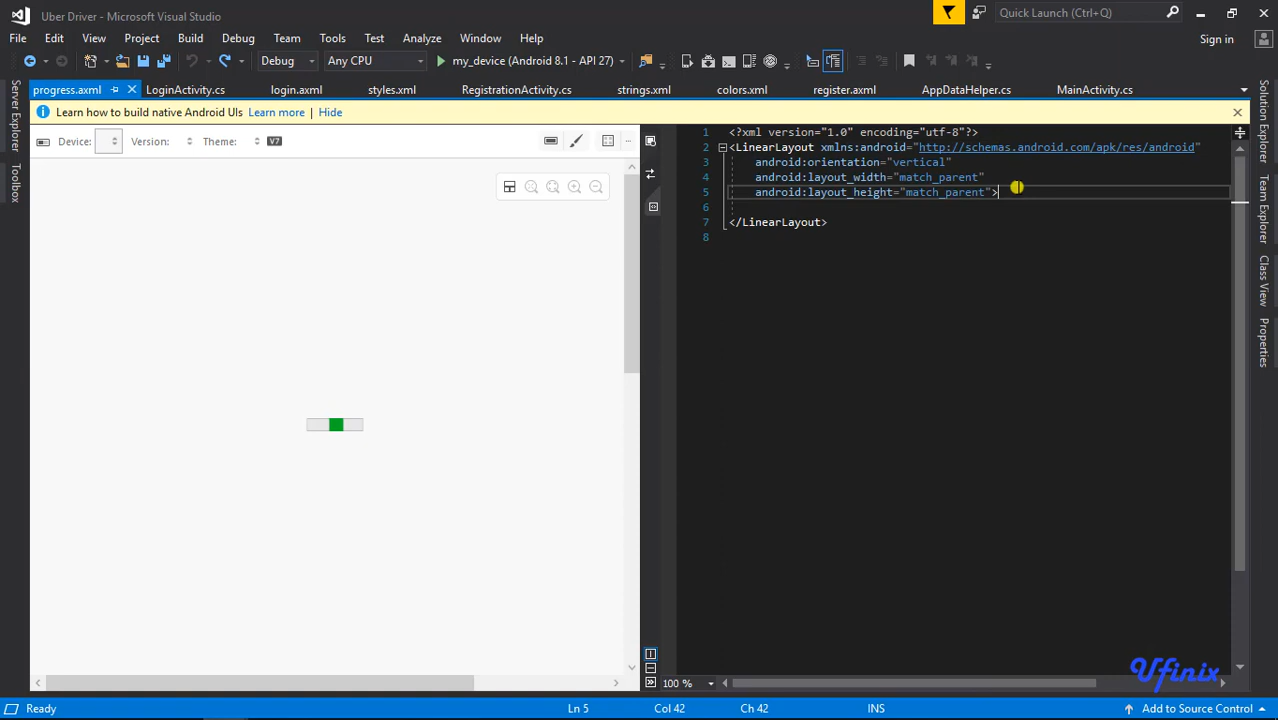 Uber Driver - Microsoft Visual Studio
Quick Launch (Ctrl+Q)
File Edit View Project Build Debug Team Tools Test Analyze Window Help
Sign in
Debug Any CPU my_device (Android 8.1 - API 27)
progress.axml LoginActivity.cs login.axml styles.xml RegistrationActivity.cs strings.xml colors.xml register.axml AppDataHelper.cs MainActivity.cs
Learn how to build native Android UIs Learn more Hide
Device: Version: Theme: V7
Server Explorer
Toolbox
1 <?xml version="1.0" encoding="utf-8"?>
2 <LinearLayout xmlns:android="http://schemas.android.com/apk/res/android"
3 android:orientation="vertical"
4 android:layout_width="match_parent"
5 android:layout_height="match_parent">
6
7 </LinearLayout>
8
Solution Explorer
Team Explorer
Class View
Properties
Ufinix
100 %
Ready Ln 5 Col 42 Ch 42 INS Add to Source Control